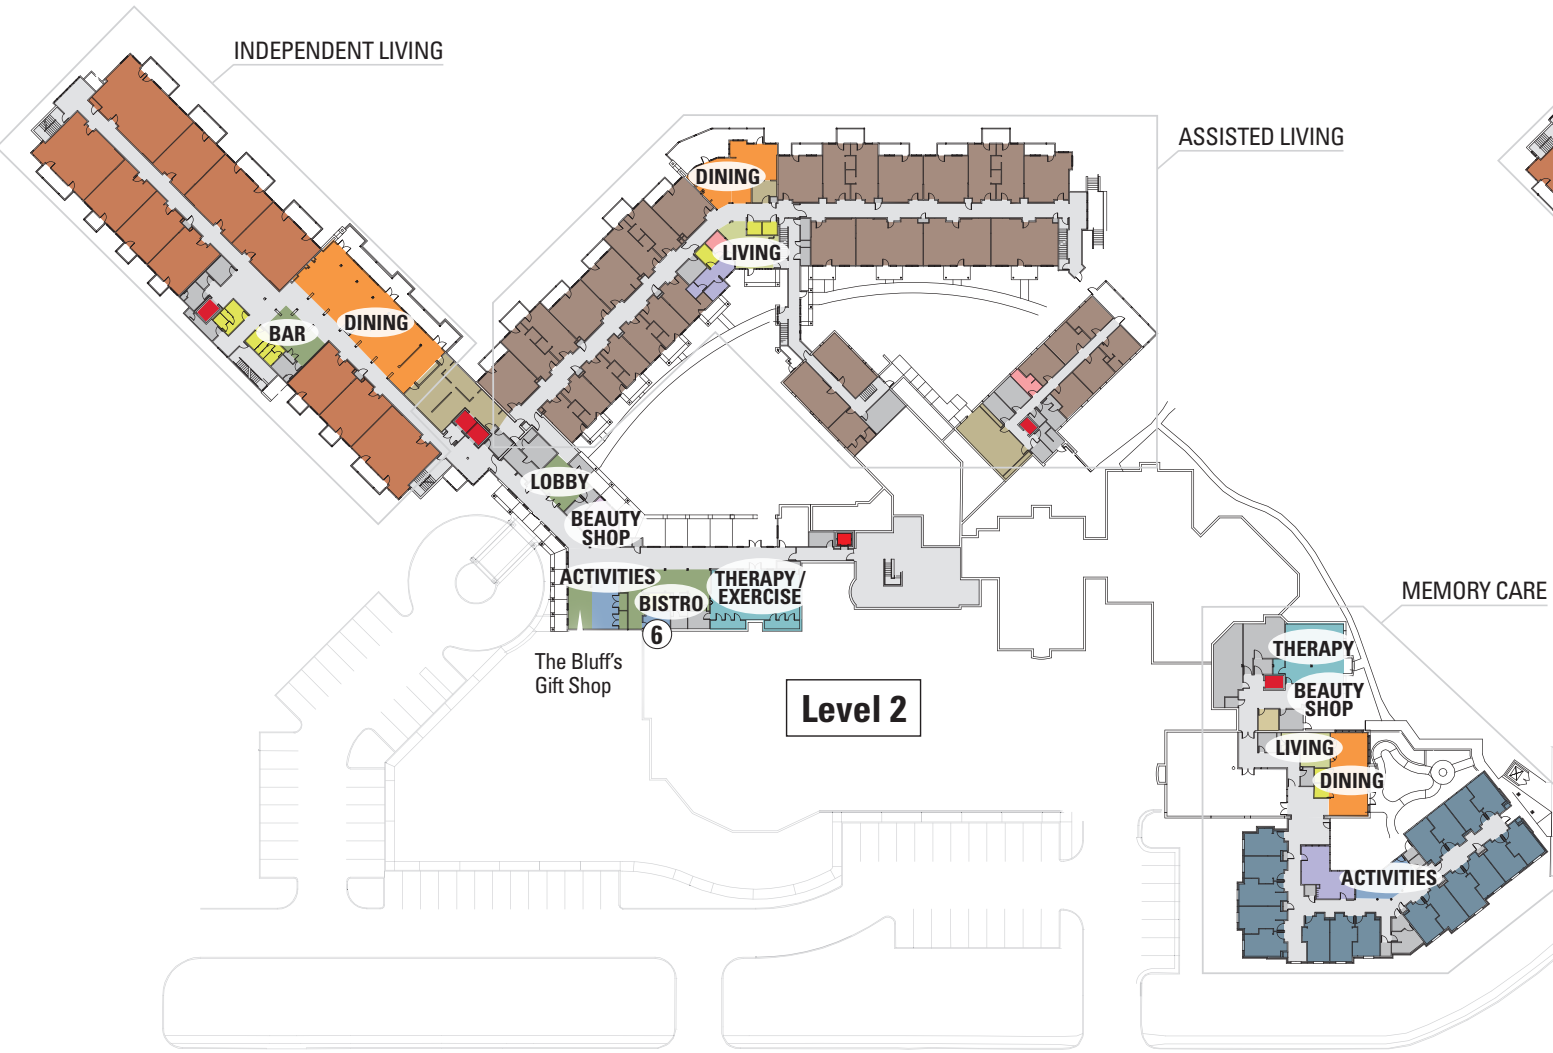 INDEPENDENT LIVING
ASSISTED LIVING
DINING
LIVING
DINING
BAR
LOBBY
BEAUTY
SHOP
ACTIVITIES
THERAPY /
EXERCISE
BISTRO
6
The Bluff's
Gift Shop
Level 2
MEMORY CARE
THERAPY
BEAUTY
SHOP
LIVING
DINING
ACTIVITIES